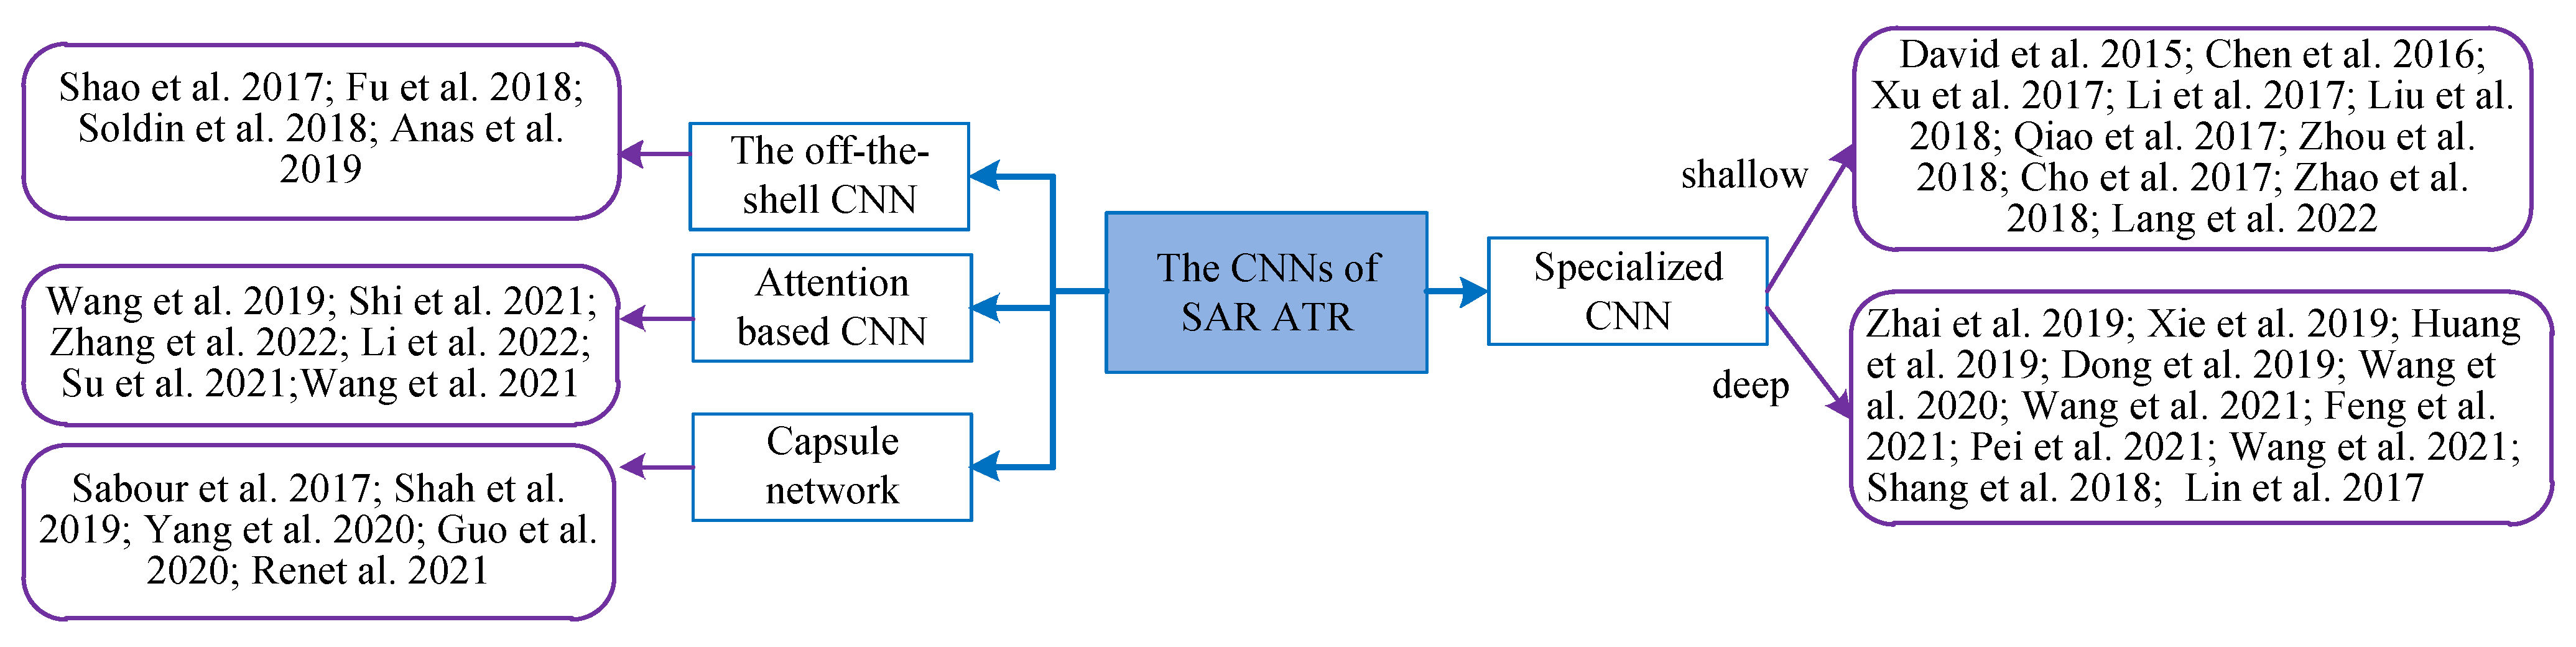 Shao et al. 2017; Fu et al. 2018;
Soldin et al. 2018; Anas et al.
2019
The off-the-
shell CNN
Wang et al. 2019; Shi et al. 2021;
Zhang et al. 2022; Li et al. 2022;
Su et al. 2021;Wang et al. 2021
Attention
based CNN
Sabour et al. 2017; Shah et al.
2019; Yang et al. 2020; Guo et al.
2020; Renet al. 2021
Capsule
network
The CNNs of
SAR ATR
Specialized
CNN
shallow
David et al. 2015; Chen et al. 2016;
Xu et al. 2017; Li et al. 2017; Liu et al.
2018; Qiao et al. 2017; Zhou et al.
2018; Cho et al. 2017; Zhao et al.
2018; Lang et al. 2022
deep
Zhai et al. 2019; Xie et al. 2019; Huang
et al. 2019; Dong et al. 2019; Wang et
al. 2020; Wang et al. 2021; Feng et al.
2021; Pei et al. 2021; Wang et al. 2021;
Shang et al. 2018;  Lin et al. 2017